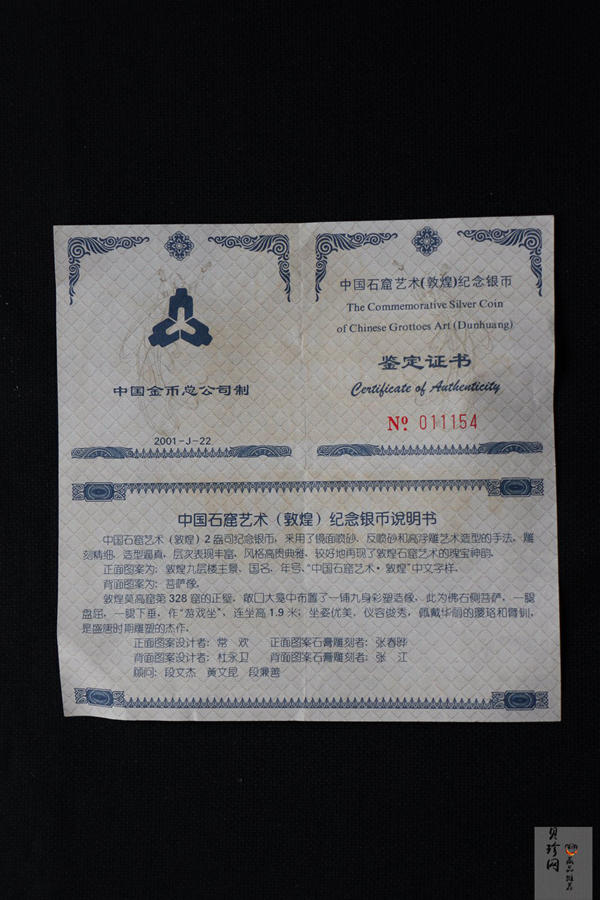 中国金币总公司制
2001-J-22
中国石窟艺术(敦煌)纪念银币
The Commemorative Silver Coin
of Chinese Grottoes Art (Dunhuang)
鉴定证书
Certificate of Authenticity
Nº 011154
中国石窟艺术（敦煌）纪念银币说明书
中国石窟艺术（敦煌）2盎司纪念银币，采用了镜面喷砂、反喷砂和高浮雕艺术造型的手法，雕
刻精细、造型逼真，层次表现丰富，风格高贵典雅，较好地再现了敦煌石窟艺术的瑰宝神韵。
正面图案为：敦煌九层楼主景、国名、年号、“中国石窟艺术·敦煌”中文字样。
背面图案为：菩萨像。
敦煌莫高窟第328窟的正壁，敞口大龛中布置了一铺九身彩塑造像，此为佛右侧菩萨，一腿
盘屈，一腿下垂，作“游戏坐”，连坐高1.9米；坐姿优美，仪容俊秀，佩戴华丽的璎珞和臂钏，
是盛唐时期雕塑的杰作。
正面图案设计者：常 欢 正面图案石膏雕刻者：张春晔
背面图案设计者：杜永卫 背面图案石膏雕刻者：张 江
顾问：段文杰 黄文昆 段兼善
贝珍网
藏品推荐